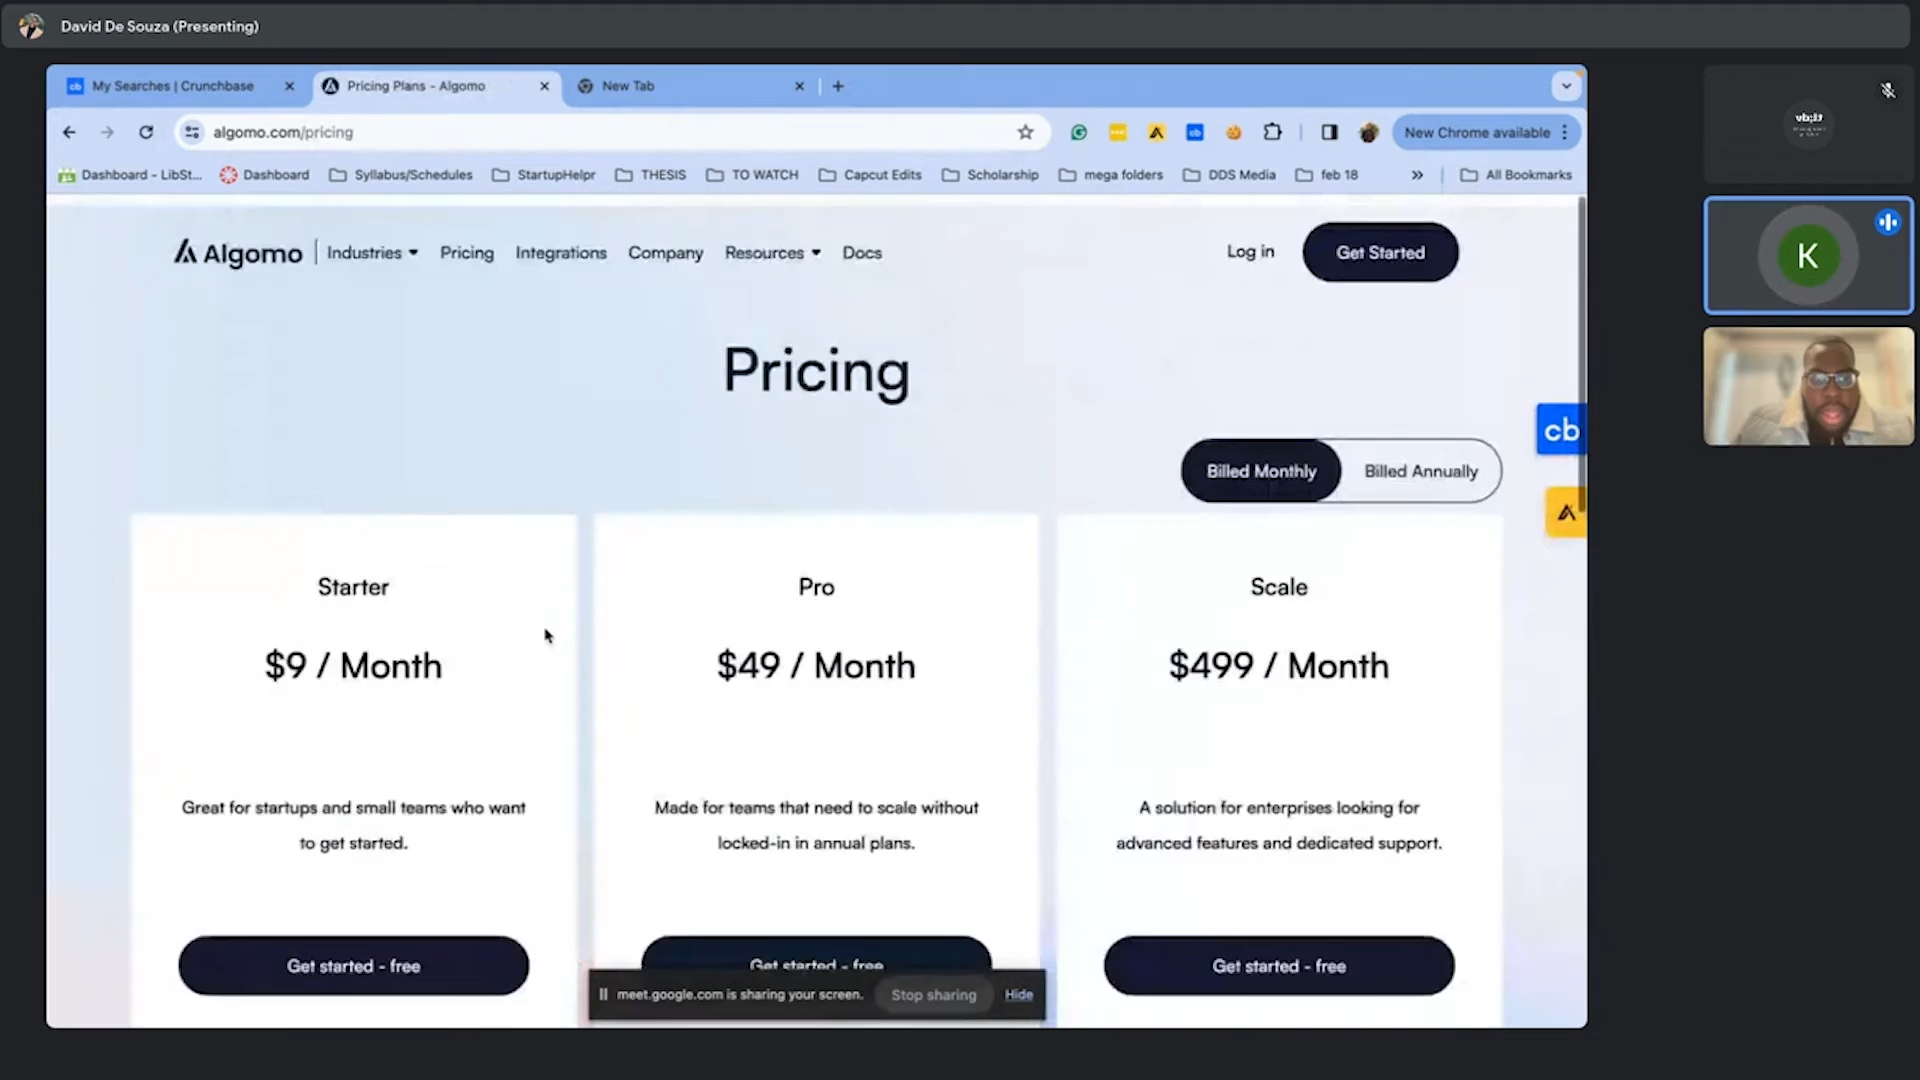 David De Souza (Presenting)
My Searches | Crunchbase
Pricing Plans - Algomo
New Tab
algomo.com/pricing
New Chrome available
Dashboard - LibSt...
Dashboard
Syllabus/Schedules
StartupHelpr
THESIS
TO WATCH
Capcut Edits
Scholarship
mega folders
DDS Media
feb 18
All Bookmarks
Algomo
Industries
Pricing
Integrations
Company
Resources
Docs
Log in
Get Started
K
Pricing
cb
Billed Monthly
Billed Annually
Starter
$9 / Month
Great for startups and small teams who want
to get started.
Get started - free
Pro
$49 / Month
Made for teams that need to scale without
locked-in in annual plans.
Get started - free
Scale
$499 / Month
A solution for enterprises looking for
advanced features and dedicated support.
Get started - free
meet.google.com is sharing your screen.
Stop sharing
Hide